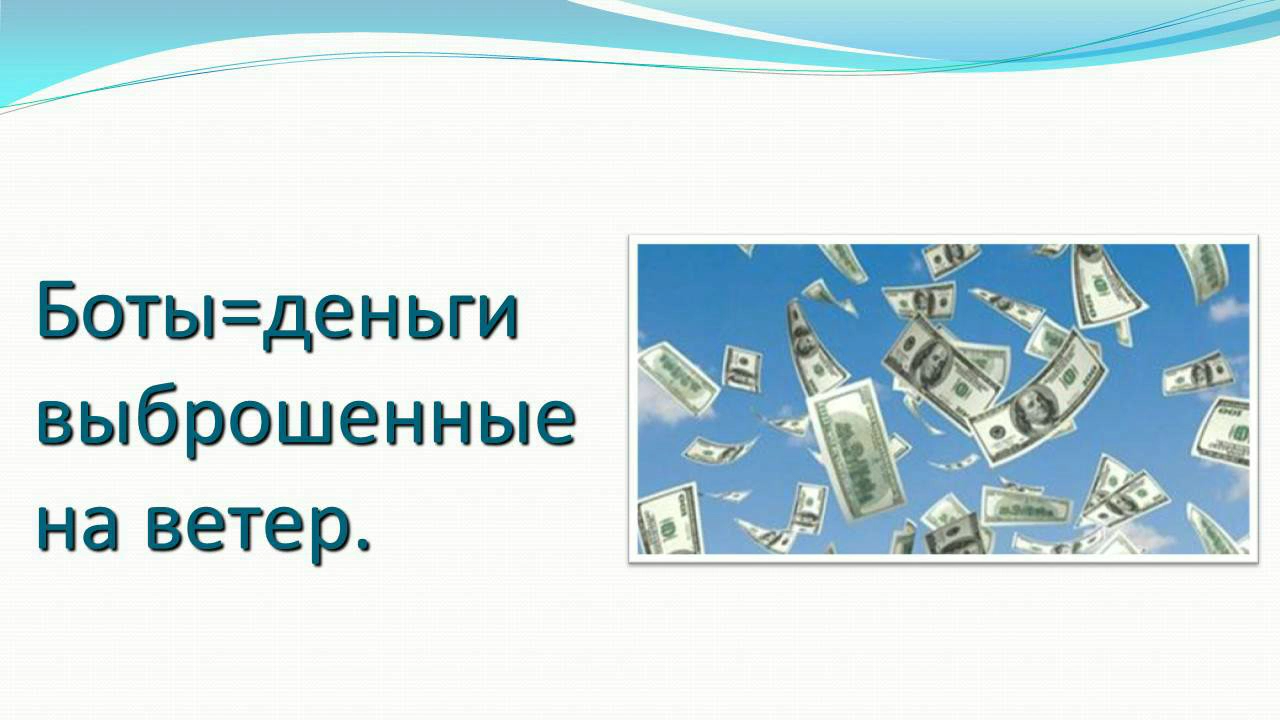 Боты=деньги
выброшенные
на ветер.